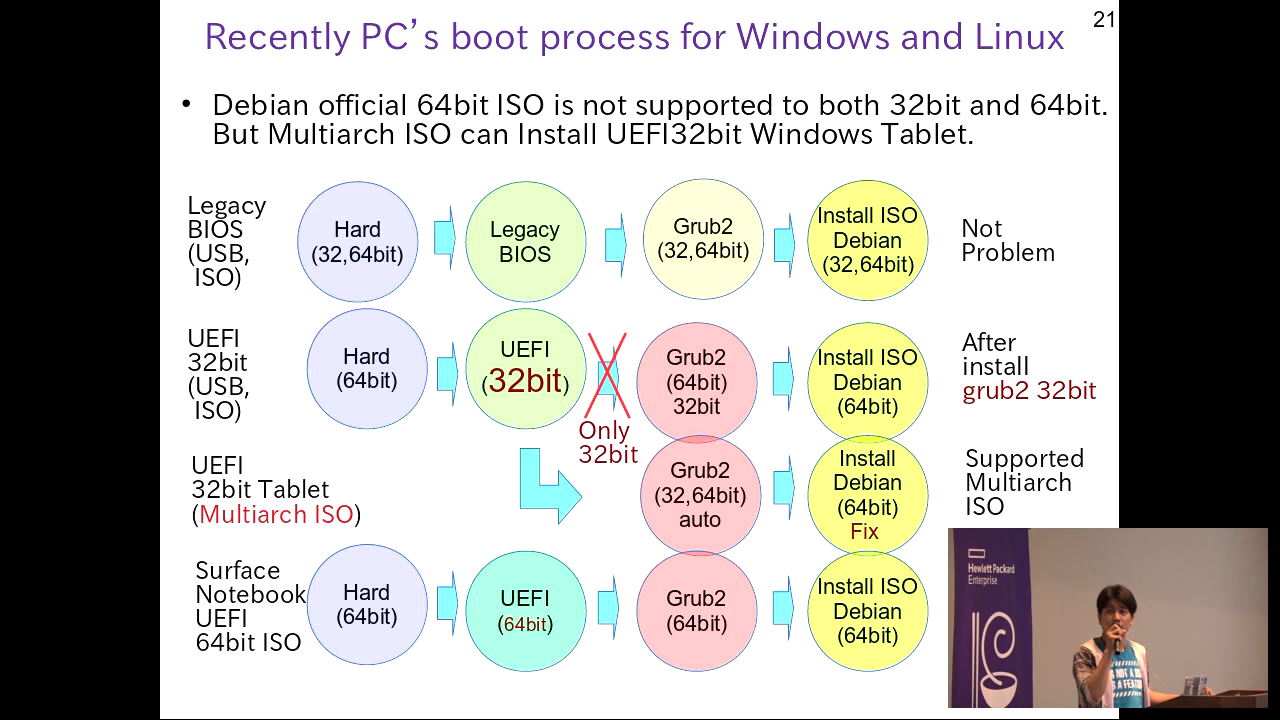 21
Recently PC’s boot process for Windows and Linux
• Debian official 64bit ISO is not supported to both 32bit and 64bit.
But Multiarch ISO can Install UEFI32bit Windows Tablet.
Legacy
BIOS
(USB,
ISO)
Hard
(32,64bit)
Legacy
BIOS
Grub2
(32,64bit)
Install ISO
Debian
(32,64bit)
Not
Problem
UEFI
32bit
(USB,
ISO)
Hard
(64bit)
UEFI
(32bit)
Only
32bit
Grub2
(64bit)
32bit
Install ISO
Debian
(64bit)
After
install
grub2 32bit
UEFI
32bit Tablet
(Multiarch ISO)
Grub2
(32,64bit)
auto
Install
Debian
(64bit)
Fix
Supported
Multiarch
ISO
Surface
Notebook
UEFI
64bit ISO
Hard
(64bit)
UEFI
(64bit)
Grub2
(64bit)
Install ISO
Debian
(64bit)
Hewlett Packard
Enterprise